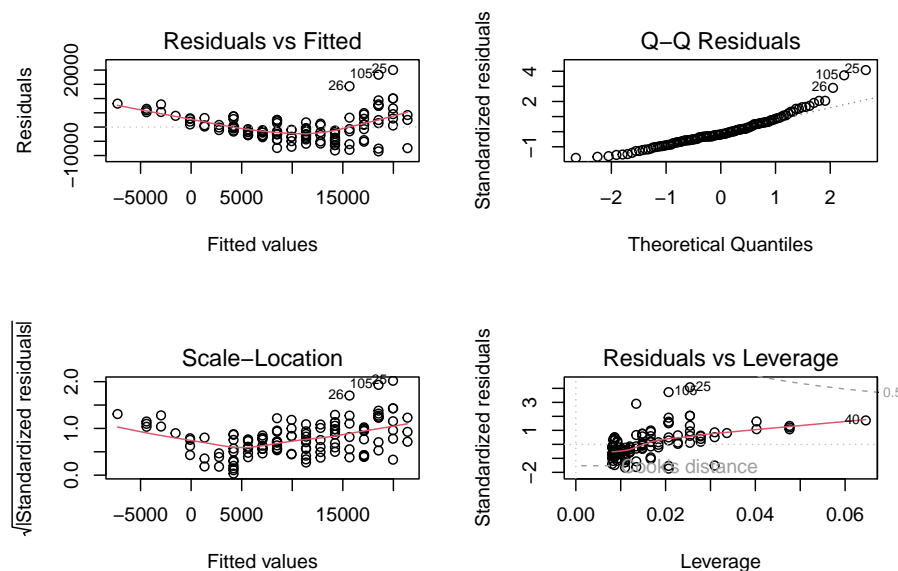 Residuals vs Fitted
Residuals
20000
−10000
−5000 0 5000 15000
Fitted values
26
105
25
Q−Q Residuals
Standardized residuals
4
2
−1
−2 −1 0 1 2
Theoretical Quantiles
26
105
25
Scale−Location
√|Standardized residuals|
2.0
1.0
0.0
−5000 0 5000 15000
Fitted values
26
105
25
Residuals vs Leverage
Standardized residuals
3
−2
0.00 0.02 0.04 0.06
Leverage
105
25
40
0.5
Cook's distance